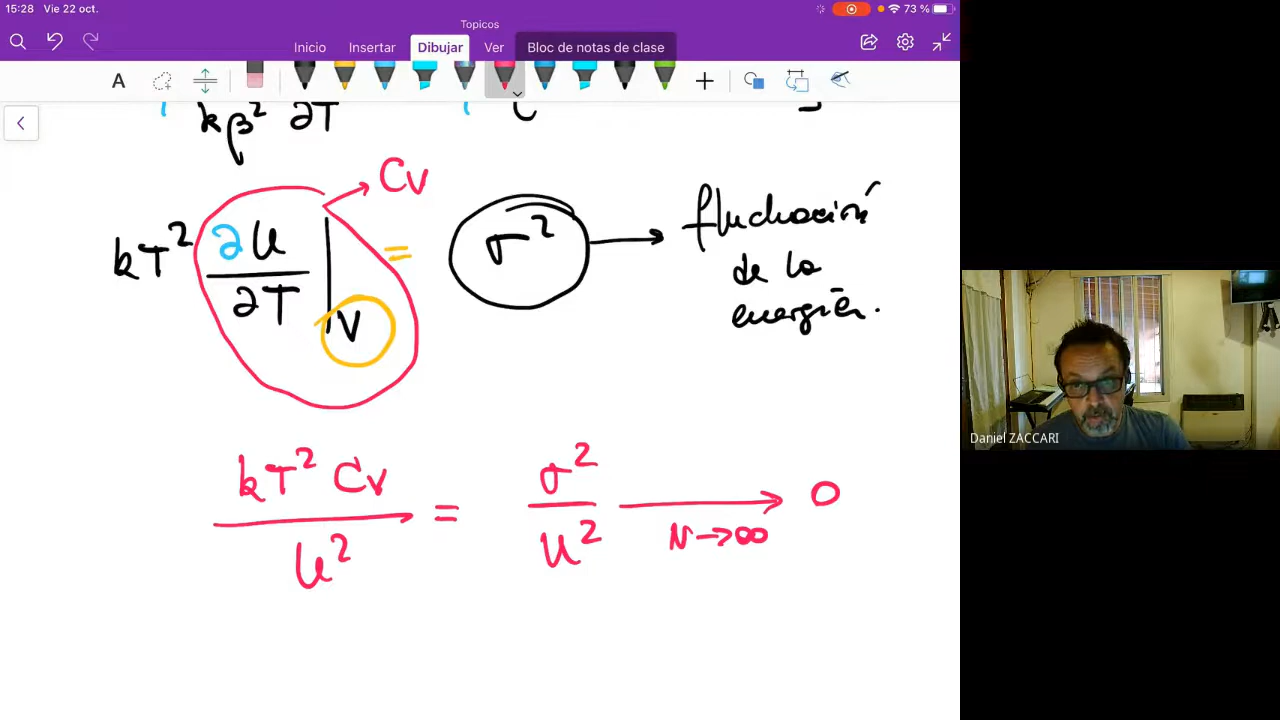 15:28 Vie 22 oct. 73 %
Topicos
Inicio Insertar Dibujar Ver Bloc de notas de clase
A
kβ² ∂T
Cv
kT² ∂U/∂T |V = σ² → fluctuación
de la
energía.
kT² Cv / U² = σ² / U² → 0
N→∞
Daniel ZACCARI